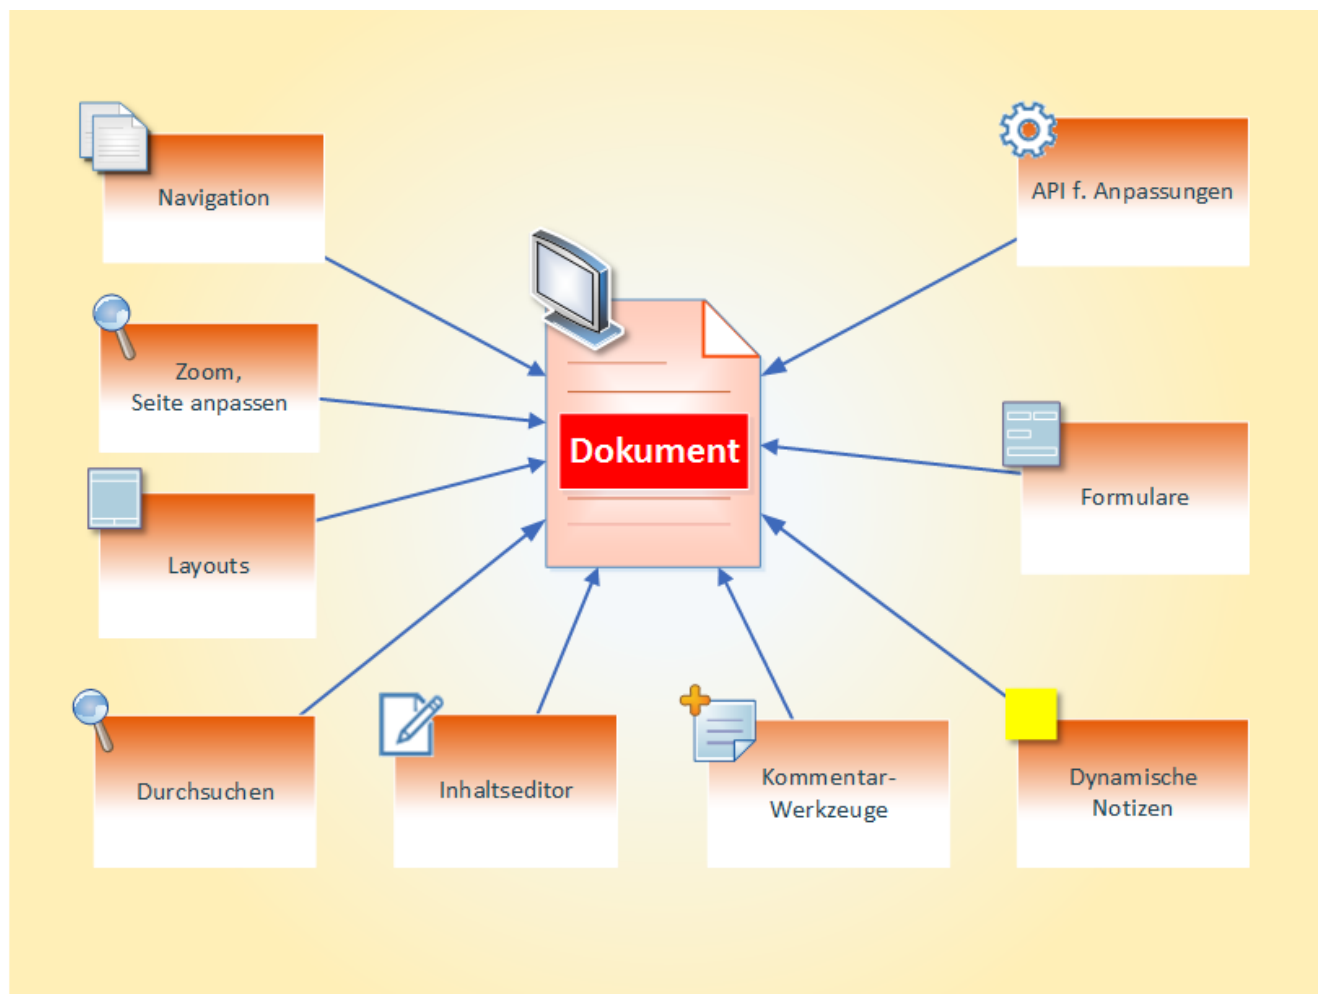 Navigation
API f. Anpassungen
Zoom,
Seite anpassen
Dokument
Formulare
Layouts
Durchsuchen
Inhaltseditor
Kommentar-
Werkzeuge
Dynamische
Notizen